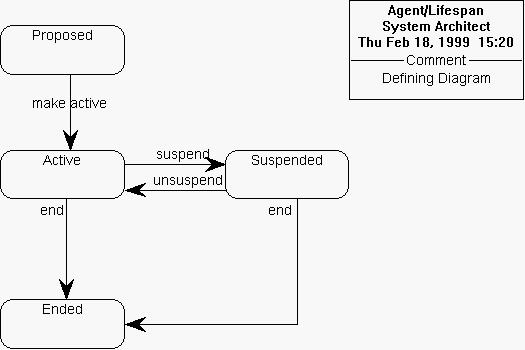 Agent/Lifespan
System Architect
Thu Feb 18, 1999 15:20
Comment
Defining Diagram
Proposed
make active
Active
suspend
Suspended
unsuspend
end
end
Ended